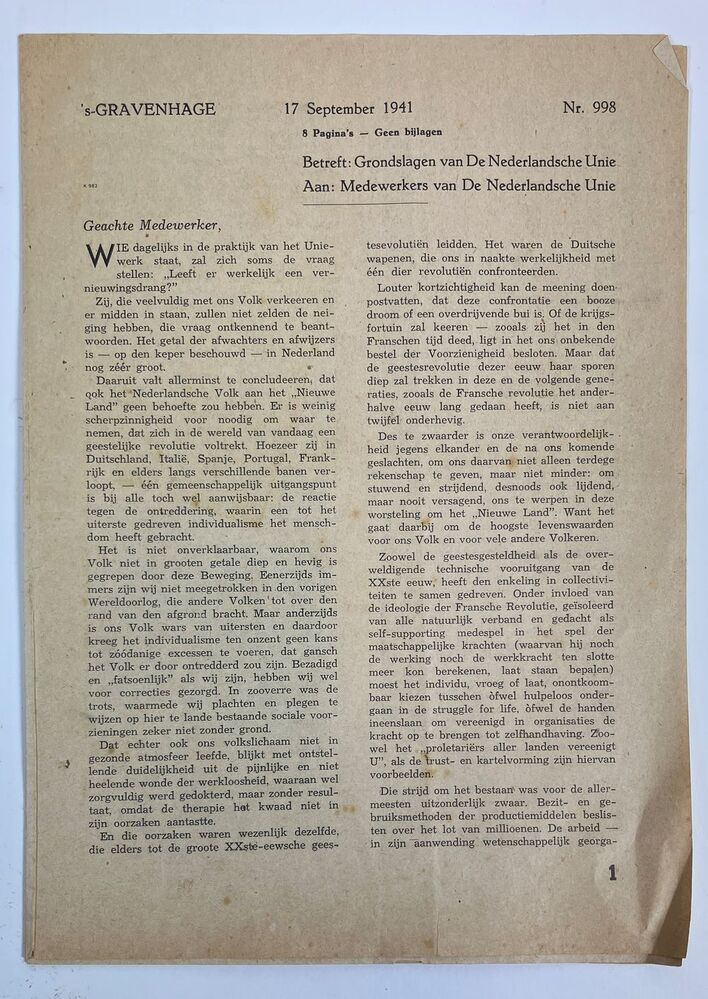 's-GRAVENHAGE 17 September 1941 Nr. 998
8 Pagina's — Geen bijlagen
Betreft: Grondslagen van De Nederlandsche Unie
K 982
Aan: Medewerkers van De Nederlandsche Unie
Geachte Medewerker,
WIE dagelijks in de praktijk van het Unie-
werk staat, zal zich soms de vraag
stellen: „Leeft er werkelijk een ver-
nieuwingsdrang?"
Zij, die veelvuldig met ons Volk verkeeren en
er midden in staan, zullen niet zelden de nei-
ging hebben, die vraag ontkennend te beant-
woorden. Het getal der afwachters en afwijzers
is — op den keper beschouwd — in Nederland
nog zéér groot.
Daaruit valt allerminst te concludeeren, dat
ook het Nederlandsche Volk aan het „Nieuwe
Land" geen behoefte zou hebben. Er is weinig
scherpzinnigheid voor noodig om waar te
nemen, dat zich in de wereld van vandaag een
geestelijke revolutie voltrekt. Hoezeer zij in
Duitschland, Italië, Spanje, Portugal, Frank-
rijk en elders langs verschillende banen ver-
loopt, — één gemeenschappelijk uitgangspunt
is bij alle toch wel aanwijsbaar: de reactie
tegen de ontreddering, waarin een tot het
uiterste gedreven individualisme het mensch-
dom heeft gebracht.
Het is niet onverklaarbaar, waarom ons
Volk niet in grooten getale diep en hevig is
gegrepen door deze Beweging. Eenerzijds im-
mers zijn wij niet meegetrokken in den vorigen
Wereldoorlog, die andere Volken tot over den
rand van den afgrond bracht. Maar anderzijds
is ons Volk wars van uitersten en daardoor
kreeg het individualisme ten onzent geen kans
tot zóódanige excessen te voeren, dat gansch
het Volk er door ontredderd zou zijn. Bezadigd
en „fatsoenlijk" als wij zijn, hebben wij wel
voor correcties gezorgd. In zooverre was de
trots, waarmede wij plachten en plegen te
wijzen op hier te lande bestaande sociale voor-
zieningen zeker niet zonder grond.
Dat echter ook ons volkslichaam niet in
gezonde atmosfeer leefde, blijkt met ontstel-
lende duidelijkheid uit de pijnlijke en niet
heelende wonde der werkloosheid, waaraan wel
zorgvuldig werd gedokterd, maar zonder resul-
taat, omdat de therapie het kwaad niet in
zijn oorzaken aantastte.
En die oorzaken waren wezenlijk dezelfde,
die elders tot de groote XXste-eewsche gees-
tesevolutiën leidden. Het waren de Duitsche
wapenen, die ons in naakte werkelijkheid met
één dier revolutiën confronteerden.
Louter kortzichtigheid kan de meening doen
postvatten, dat deze confrontatie een booze
droom of een overdrijvende bui is. Of de krijgs-
fortuin zal keeren — zooals zij het in den
Franschen tijd deed, ligt in het ons onbekende
bestel der Voorzienigheid besloten. Maar dat
de geestesrevolutie dezer eeuw haar sporen
diep zal trekken in deze en de volgende gene-
raties, zooals de Fransche revolutie het ander-
halve eeuw lang gedaan heeft, is niet aan
twijfel onderhevig.
Des te zwaarder is onze verantwoordelijk-
heid jegens elkander en de na ons komende
geslachten, om ons daarvan niet alleen terdege
rekenschap te geven, maar niet minder: om
stuwend en strijdend, desnoods ook lijdend,
maar nooit versagend, ons te werpen in deze
worsteling om het „Nieuwe Land". Want het
gaat daarbij om de hoogste levenswaarden
voor ons Volk en voor vele andere Volkeren.
Zoowel de geestesgesteldheid als de over-
weldigende technische vooruitgang van de
XXste eeuw, heeft den enkeling in collectivi-
teiten te samen gedreven. Onder invloed van
de ideologie der Fransche Revolutie, geïsoleerd
van alle natuurlijk verband en gedacht als
self-supporting medespel in het spel der
maatschappelijke krachten (waarvan hij noch
de werking noch de werkkracht ten slotte
meer kon berekenen, laat staan bepalen)
moest het individu, vroeg of laat, onontkoom-
baar kiezen tusschen òfwel hulpeloos onder-
gaan in de struggle for life, òfwel de handen
ineenslaan om vereenigd in organisaties de
kracht op te brengen tot zelfhandhaving. Zoo-
wel het „proletariërs aller landen vereenigt
U", als de trust- en kartelvorming zijn hiervan
voorbeelden.
Die strijd om het bestaan was voor de aller-
meesten uitzonderlijk zwaar. Bezit- en ge-
bruiksmethoden der productiemiddelen beslis-
ten over het lot van millioenen. De arbeid —
in zijn aanwending wetenschappelijk georga-
1